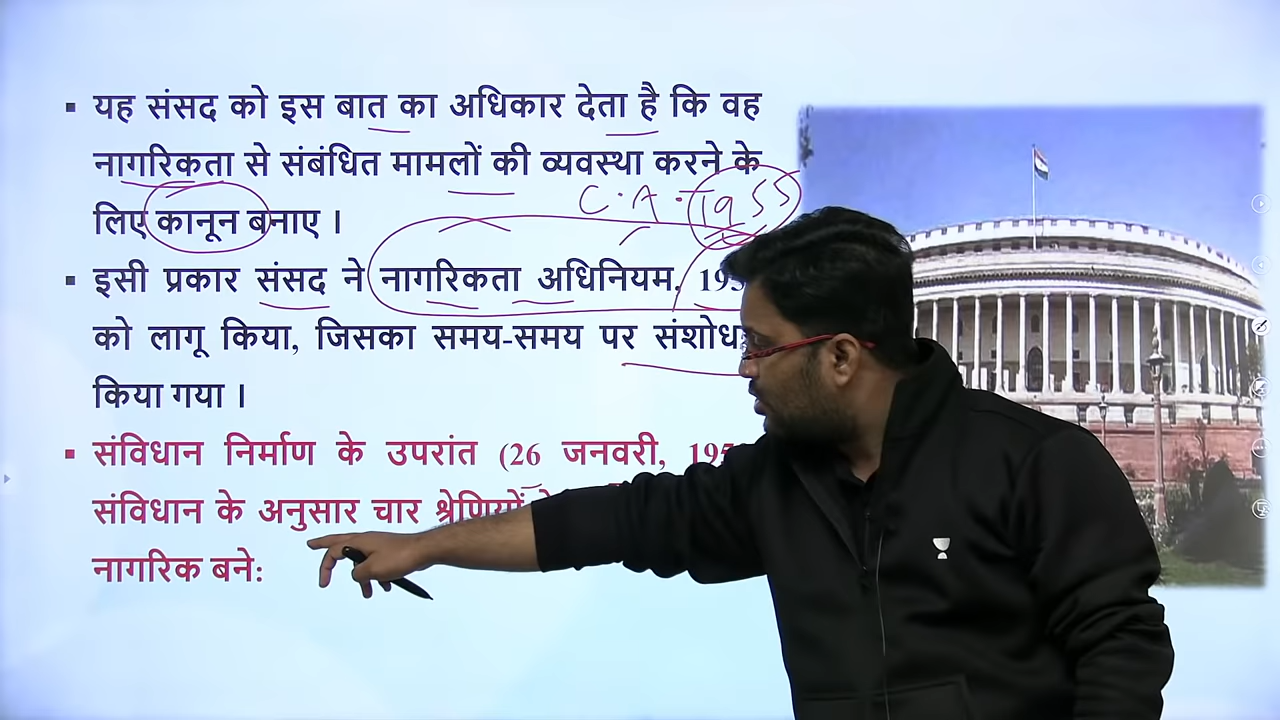 यह संसद को इस बात का अधिकार देता है कि वह
नागरिकता से संबंधित मामलों की व्यवस्था करने के
C.A. 1955
लिए कानून बनाए ।
इसी प्रकार संसद ने नागरिकता अधिनियम,
को लागू किया, जिसका समय-समय पर
किया गया ।
संविधान निर्माण के उपरांत (26 जनवरी,
संविधान के अनुसार चार श्रेणियों
नागरिक बने: